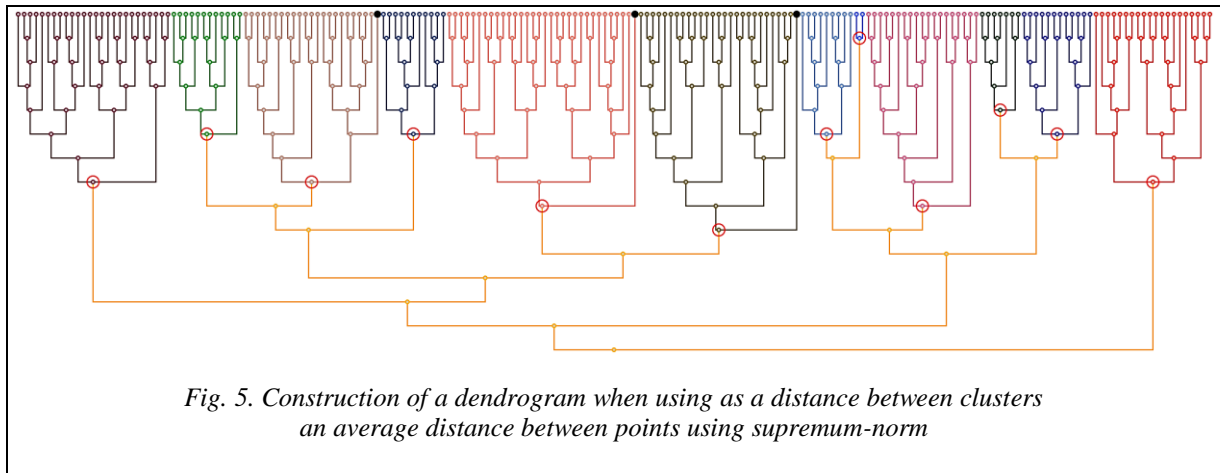 Fig. 5. Construction of a dendrogram when using as a distance between clusters
an average distance between points using supremum-norm